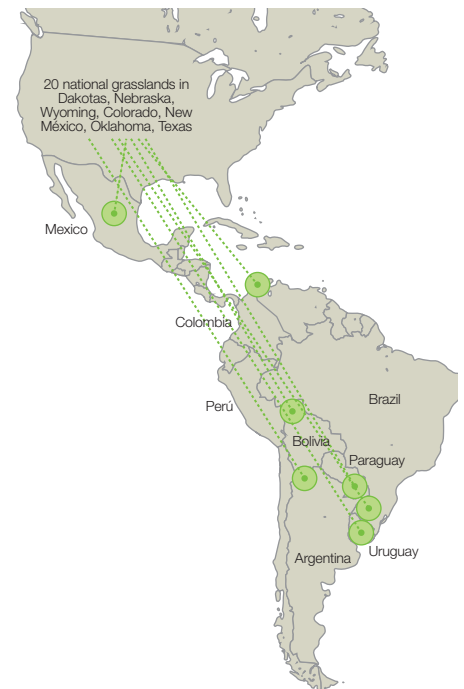 20 national grasslands in
Dakotas, Nebraska,
Wyoming, Colorado, New
México, Oklahoma, Texas
Mexico
Colombia
Perú
Brazil
Bolivia
Paraguay
Uruguay
Argentina